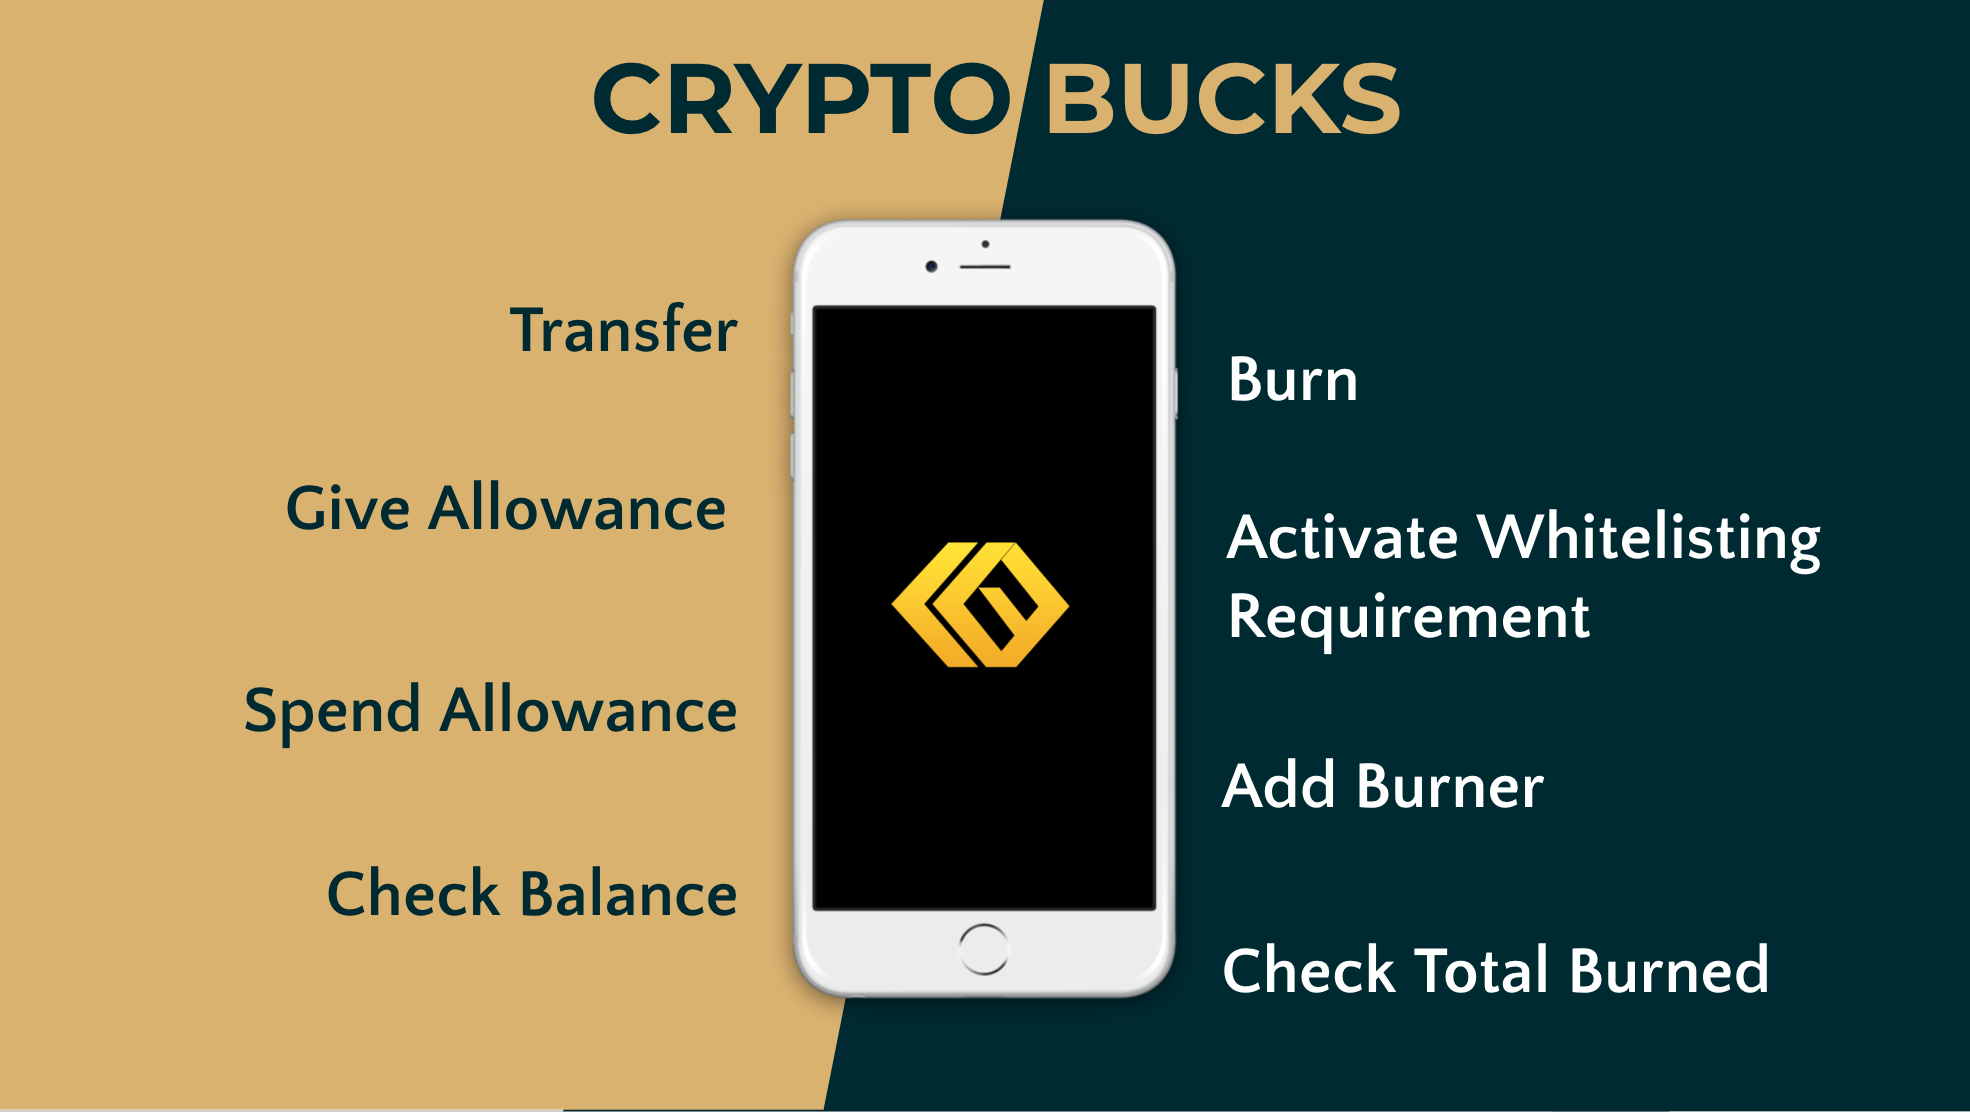 CRYPTO BUCKS
Transfer
Give Allowance
Spend Allowance
Check Balance
Burn
Activate Whitelisting
Requirement
Add Burner
Check Total Burned